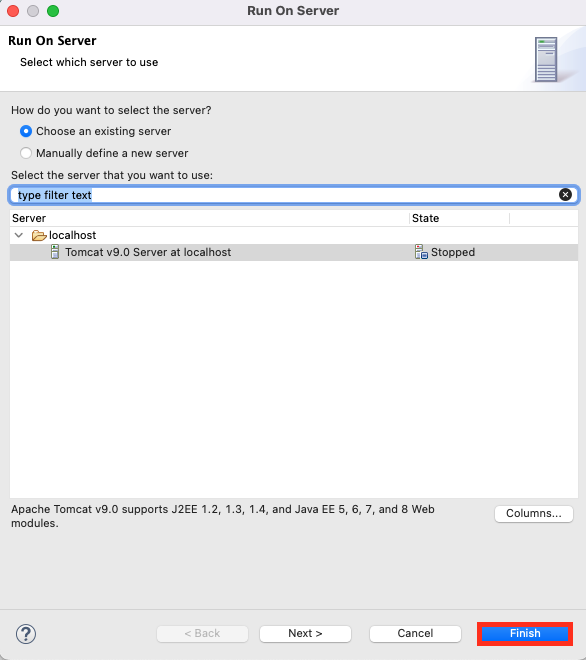 Run On Server
Run On Server
Select which server to use
How do you want to select the server?
Choose an existing server
Manually define a new server
Select the server that you want to use:
type filter text
Server State
localhost
Tomcat v9.0 Server at localhost Stopped
Apache Tomcat v9.0 supports J2EE 1.2, 1.3, 1.4, and Java EE 5, 6, 7, and 8 Web
modules.
Columns...
? < Back Next > Cancel Finish